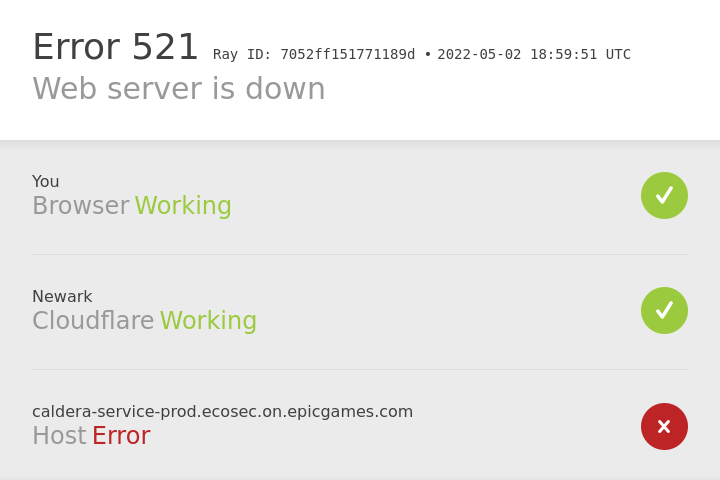 Error 521 Ray ID: 7052ff151771189d • 2022-05-02 18:59:51 UTC
Web server is down
You
Browser Working
Newark
Cloudflare Working
caldera-service-prod.ecosec.on.epicgames.com
Host Error